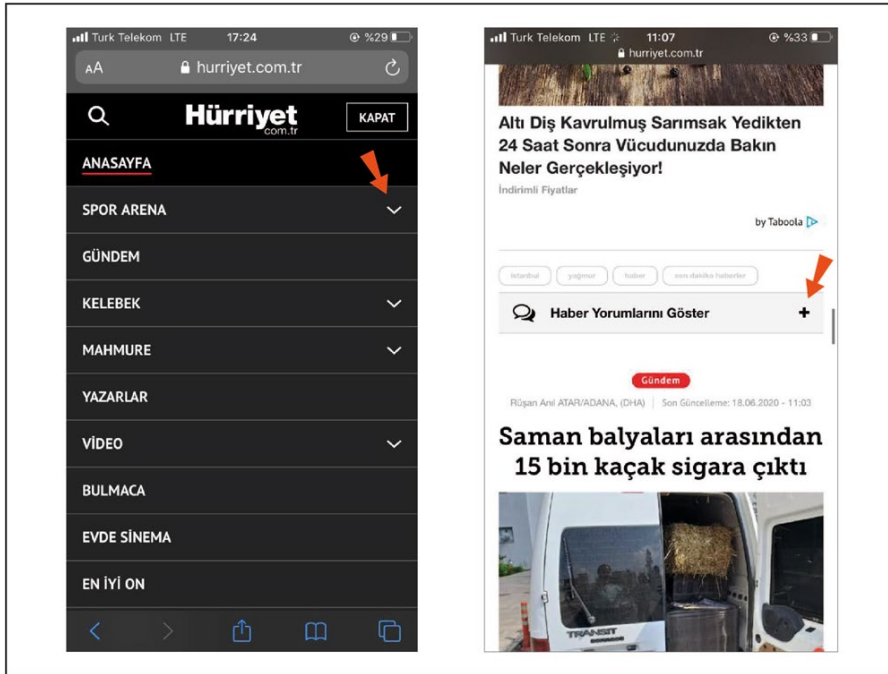 Turk Telekom LTE 17:24 %29
AA hurriyet.com.tr
Hürriyet
.com.tr
KAPAT
ANASAYFA
SPOR ARENA
GÜNDEM
KELEBEK
MAHMURE
YAZARLAR
VİDEO
BULMACA
EVDE SİNEMA
EN İYİ ON
Turk Telekom LTE 11:07 %33
hurriyet.com.tr
Altı Diş Kavrulmuş Sarımsak Yedikten
24 Saat Sonra Vücudunuzda Bakın
Neler Gerçekleşiyor!
İndirimli Fiyatlar
by Taboola
istanbul yağmur haber son dakika haberler
Haber Yorumlarını Göster +
Gündem
Rüşan Anıl ATAR/ADANA, (DHA) Son Güncelleme: 18.06.2020 - 11:03
Saman balyaları arasından
15 bin kaçak sigara çıktı
TRANSIT